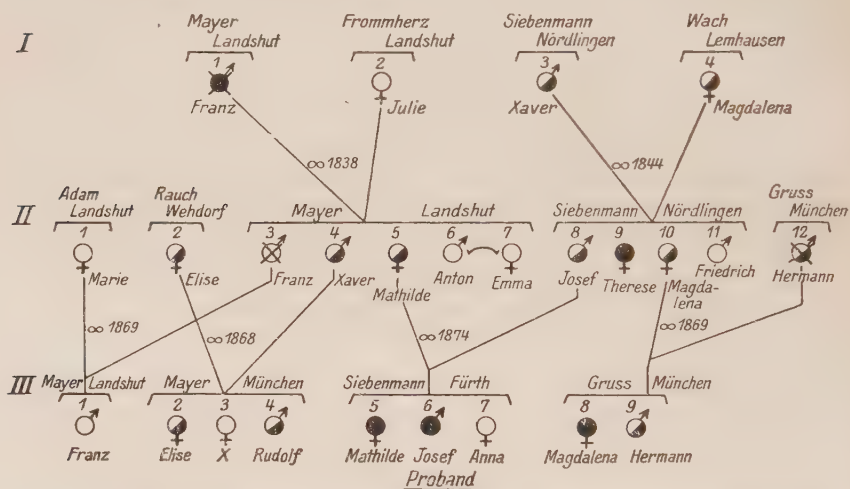 I
Mayer Landshut
Frommherz Landshut
Siebenmann Nördlingen
Wach Lemhausen
1 2 3 4
Franz Julie Xaver Magdalena
∞ 1838 ∞ 1844
II
Adam Landshut
Rauch Wehdorf
Mayer Landshut
Siebenmann Nördlingen
Gruss München
1 2 3 4 5 6 7 8 9 10 11 12
Marie Elise Franz Xaver Mathilde Anton Emma Josef Therese Magda-
lena Friedrich Hermann
∞ 1869 ∞ 1868 ∞ 1874 ∞ 1869
III
Mayer Landshut
Mayer München
Siebenmann Fürth
Gruss München
1 2 3 4 5 6 7 8 9
Franz Elise X Rudolf Mathilde Josef Anna Magdalena Hermann
Proband